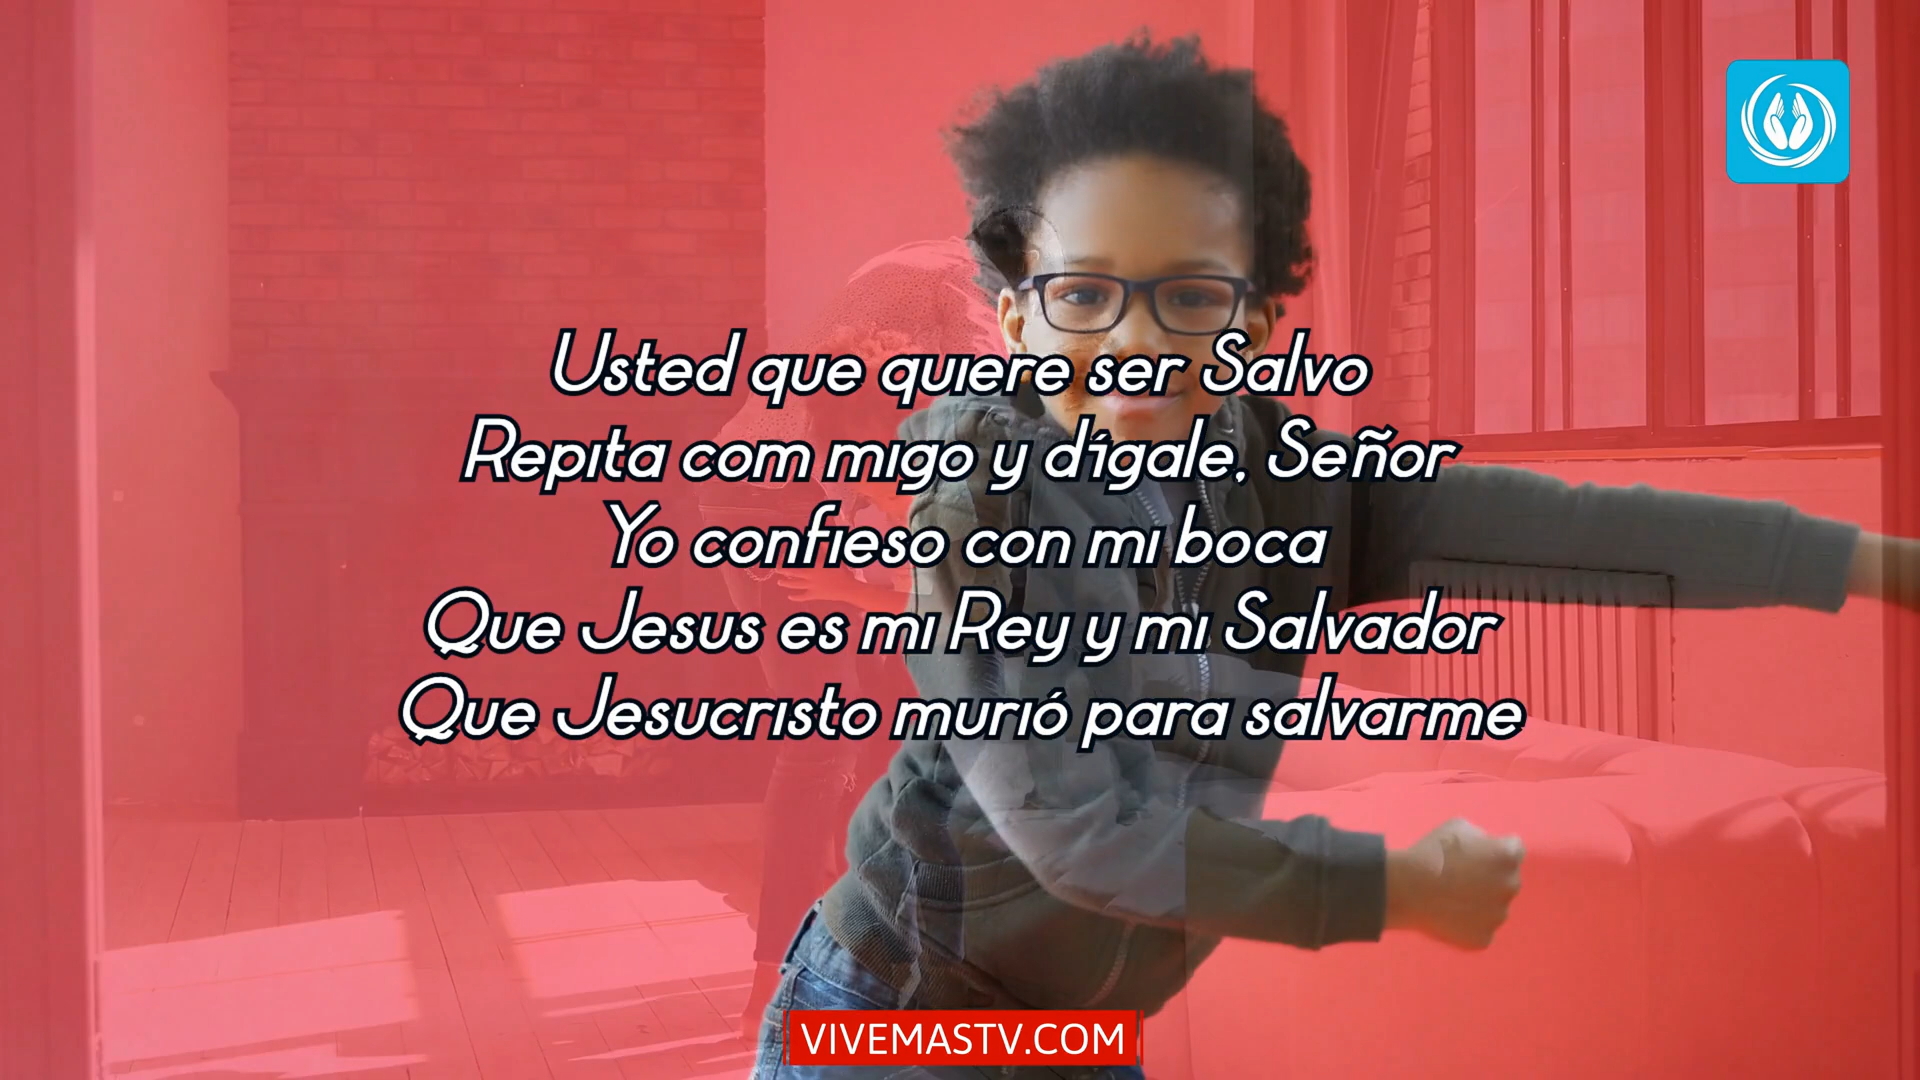 Usted que quiere ser Salvo
Repita com migo y dígale, Señor
Yo confieso con mi boca
Que Jesus es mi Rey y mi Salvador
Que Jesucristo murió para salvarme
VIVEMASTV.COM